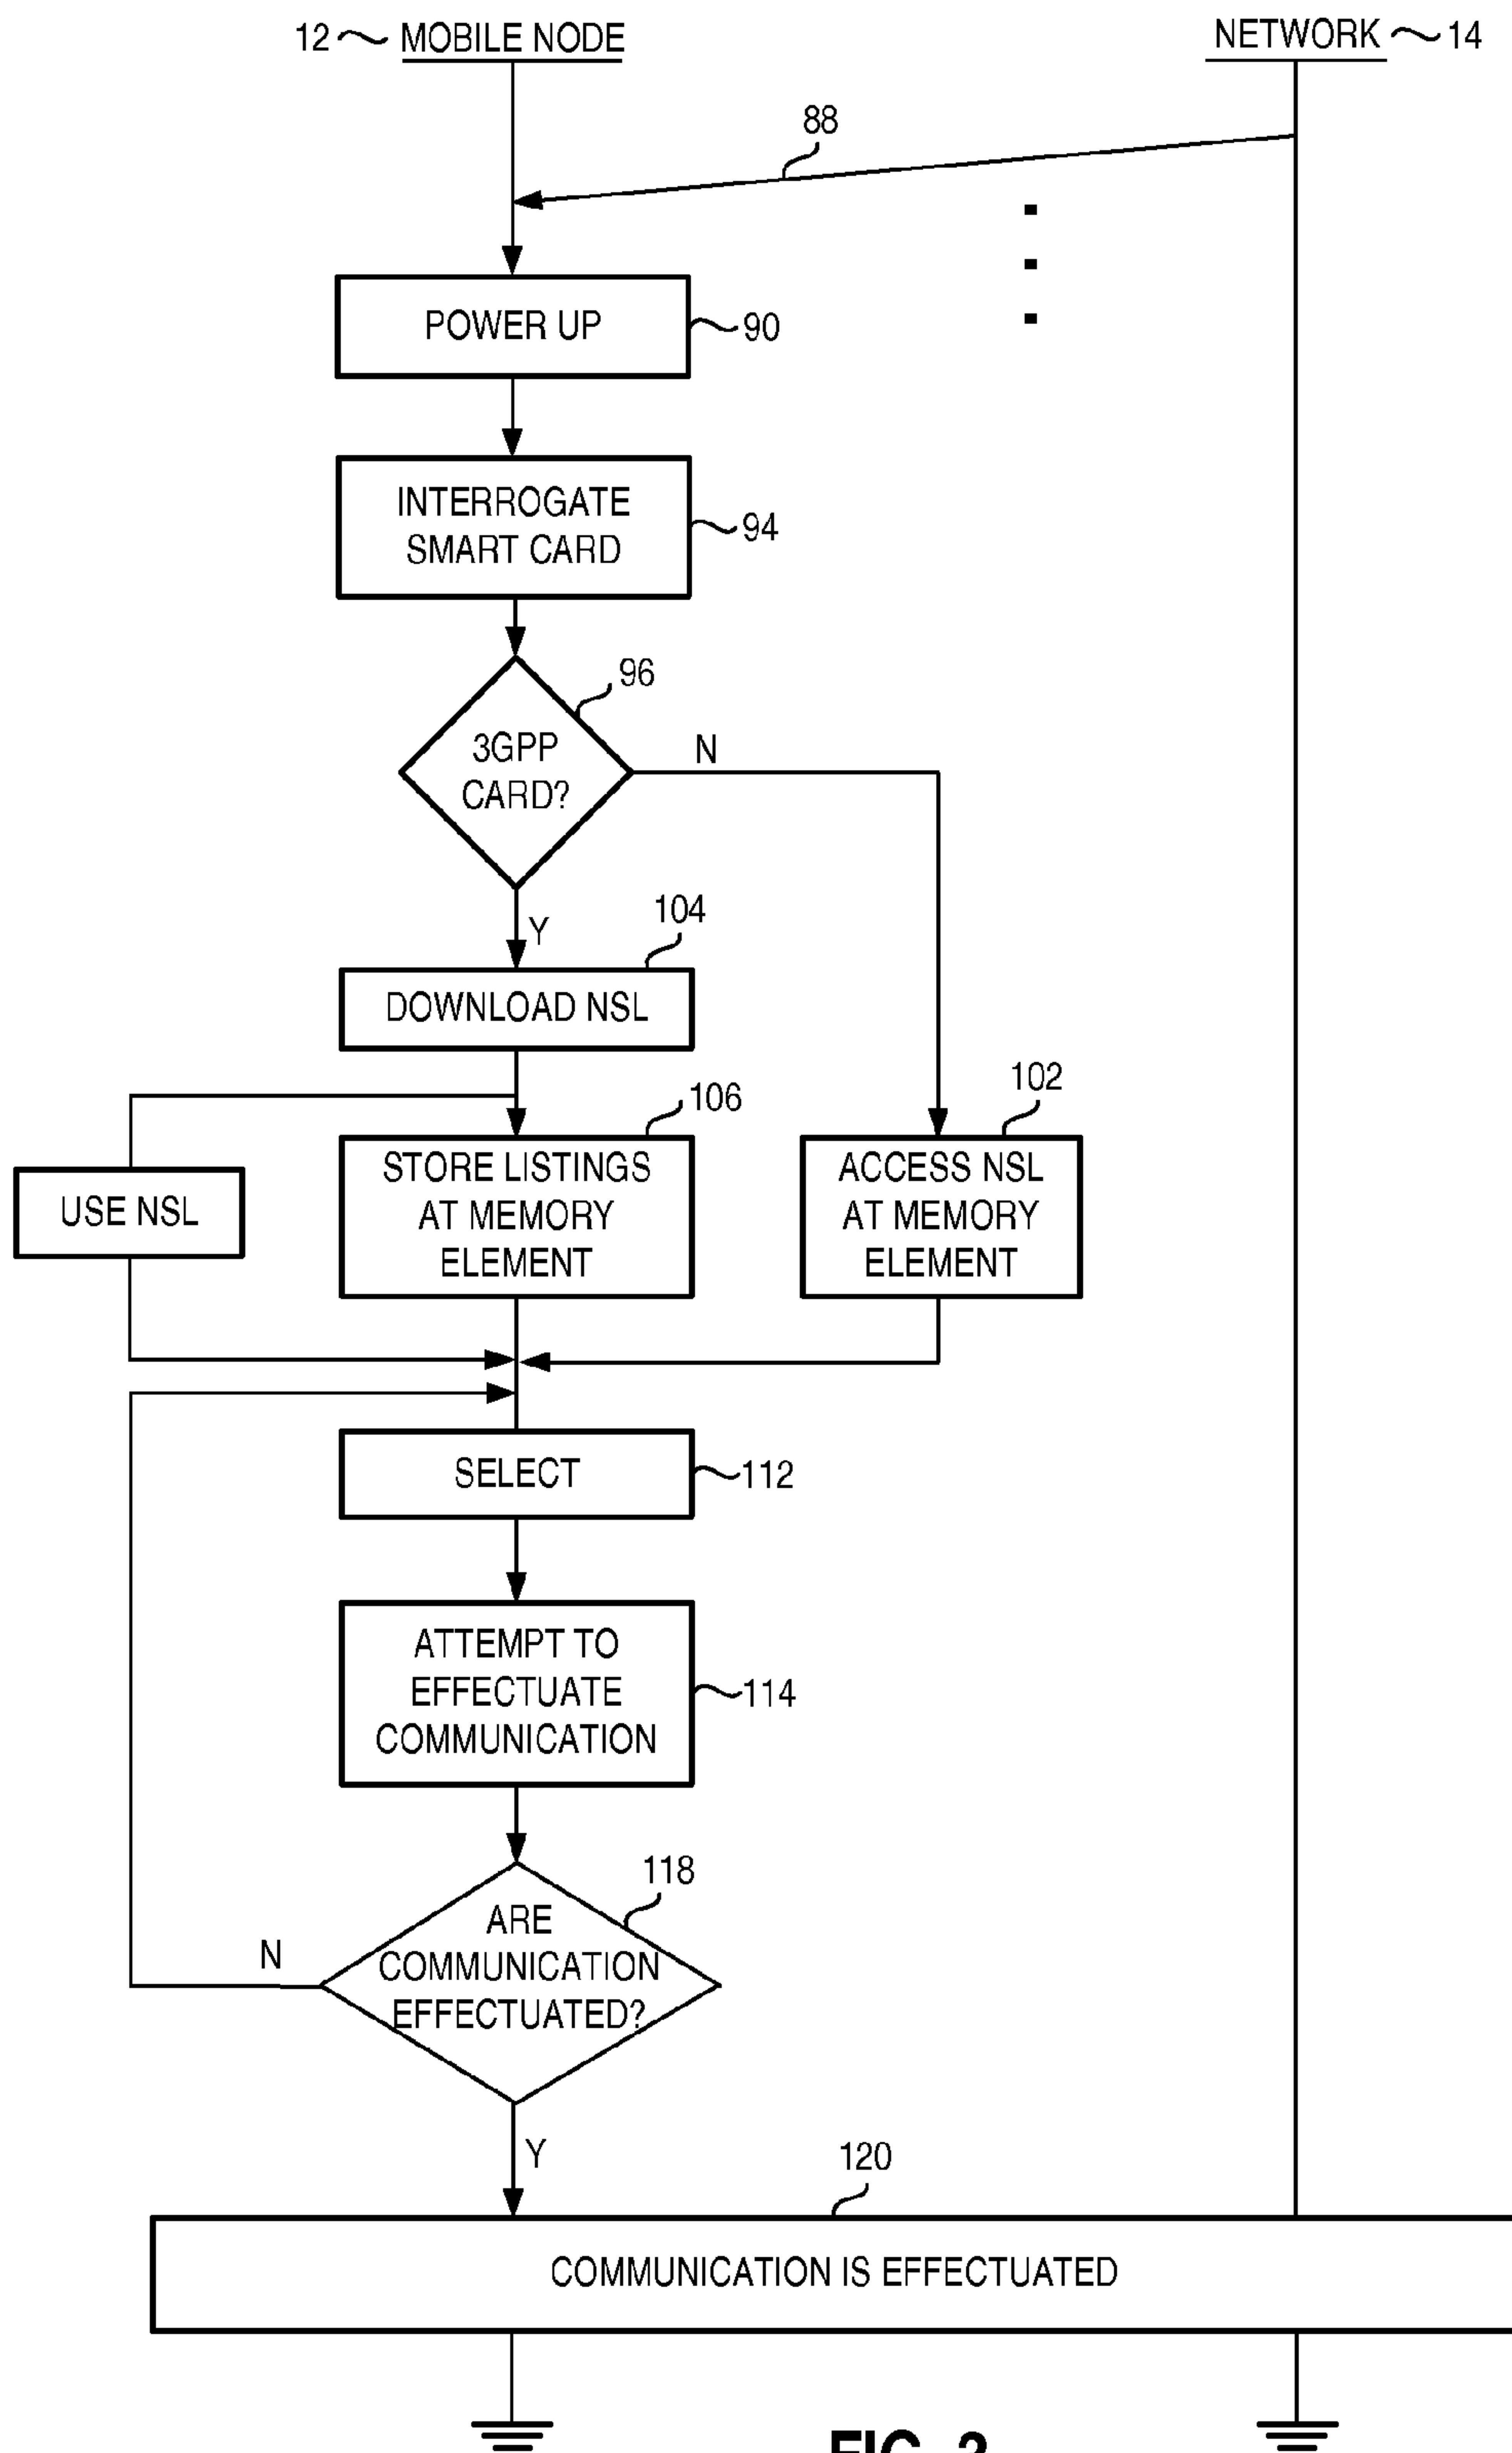 12 MOBILE NODE
NETWORK 14
88
POWER UP
90
INTERROGATE
SMART CARD
94
96
3GPP
CARD?
N
Y
104
DOWNLOAD NSL
106
102
STORE LISTINGS
AT MEMORY
ELEMENT
ACCESS NSL
AT MEMORY
ELEMENT
USE NSL
SELECT
112
ATTEMPT TO
EFFECTUATE
COMMUNICATION
114
118
ARE
COMMUNICATION
EFFECTUATED?
N
Y
120
COMMUNICATION IS EFFECTUATED